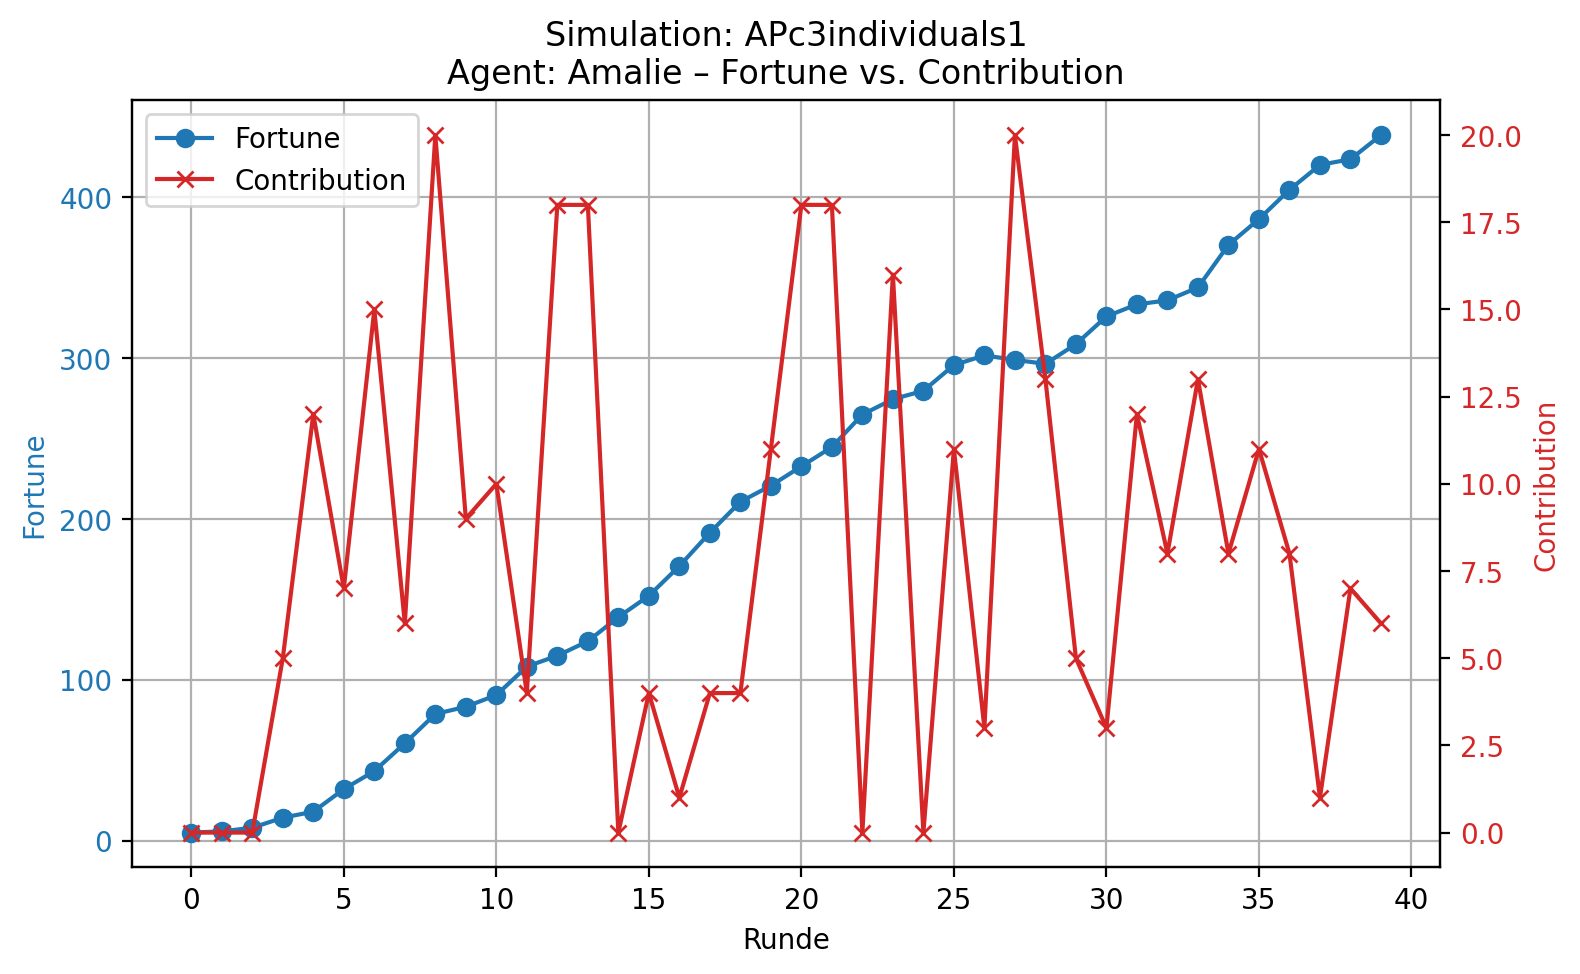 Simulation: APc3individuals1
Agent: Amalie – Fortune vs. Contribution
Fortune
Contribution
400
300
200
100
0
Fortune
20.0
17.5
15.0
12.5
10.0
7.5
5.0
2.5
0.0
Contribution
0 5 10 15 20 25 30 35 40
Runde